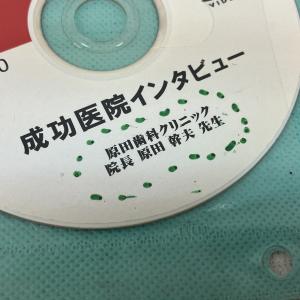 成功医院インタビュー
原田歯科クリニック
院長 原田 幹夫 先生